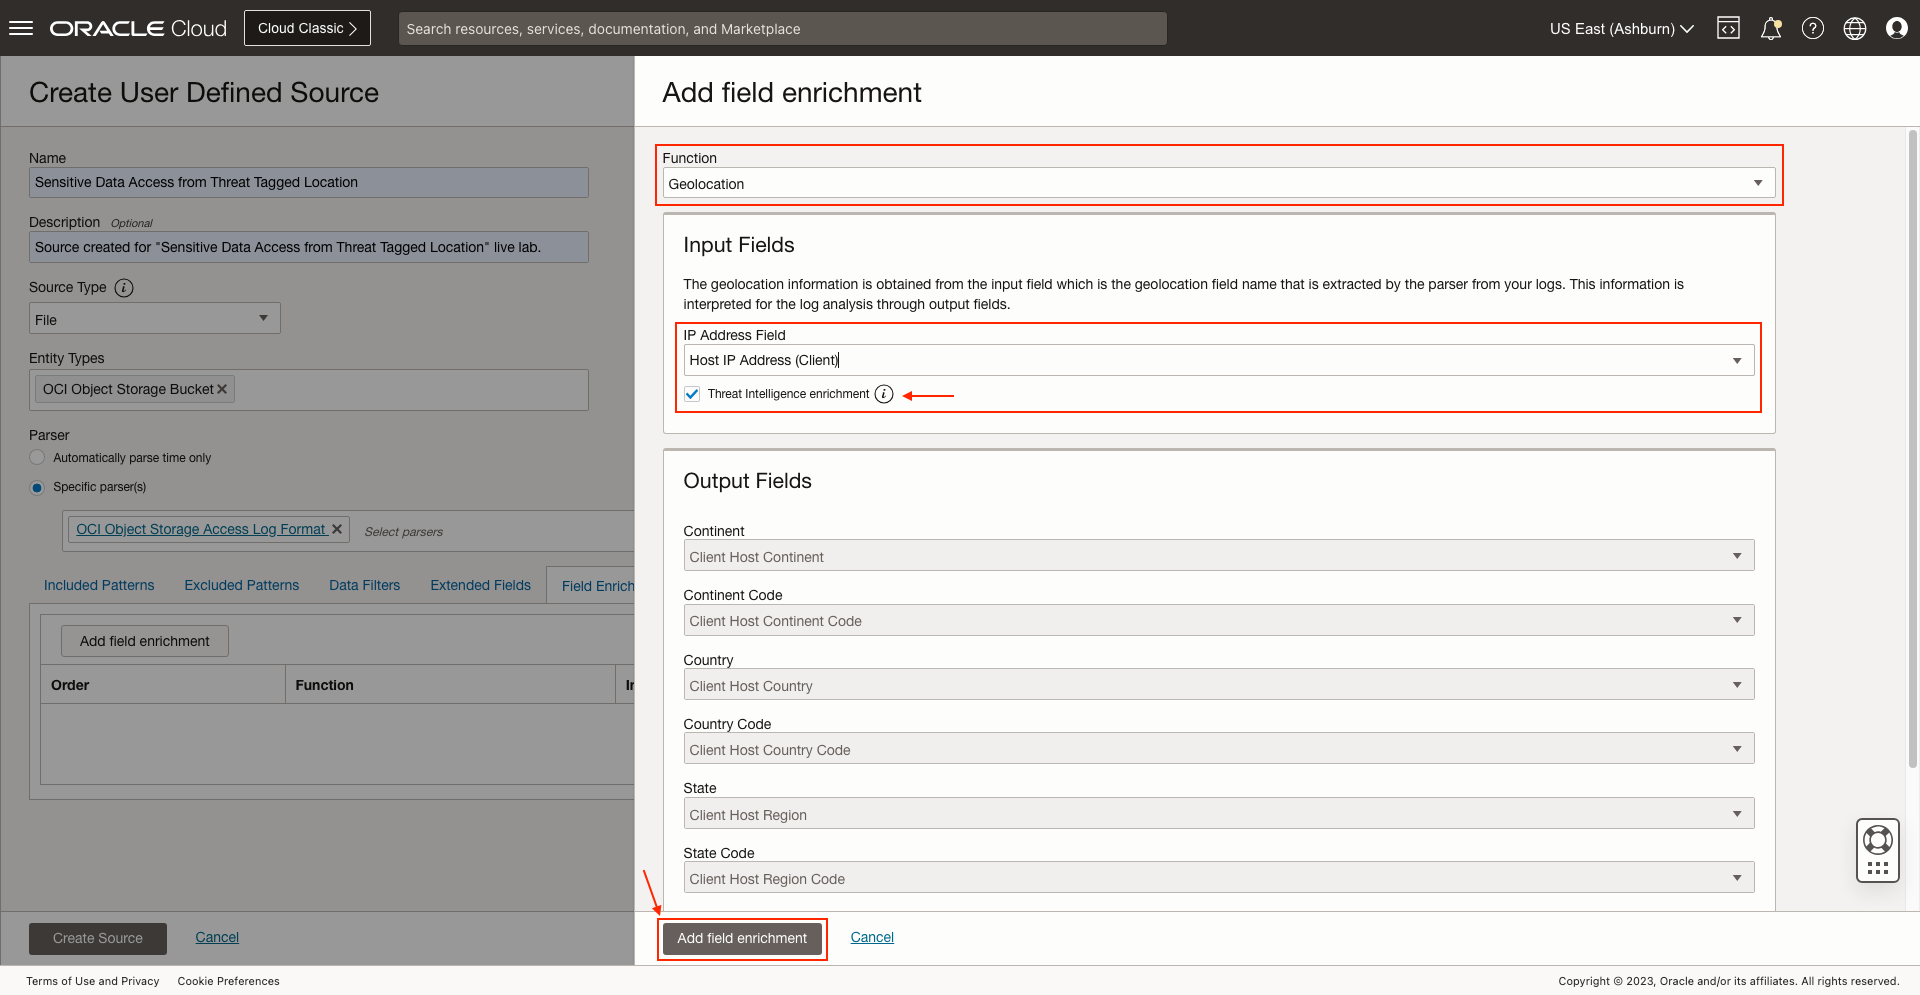 ORACLE Cloud
Cloud Classic
Search resources, services, documentation, and Marketplace
US East (Ashburn)
Create User Defined Source
Name
Sensitive Data Access from Threat Tagged Location
Description Optional
Source created for "Sensitive Data Access from Threat Tagged Location" live lab.
Source Type
File
Entity Types
OCI Object Storage Bucket
Parser
Automatically parse time only
Specific parser(s)
OCI Object Storage Access Log Format Select parsers
Included Patterns Excluded Patterns Data Filters Extended Fields Field Enrich
Add field enrichment
Order Function In
Create Source Cancel
Add field enrichment
Function
Geolocation
Input Fields
The geolocation information is obtained from the input field which is the geolocation field name that is extracted by the parser from your logs. This information is
interpreted for the log analysis through output fields.
IP Address Field
Host IP Address (Client)
Threat Intelligence enrichment
Output Fields
Continent
Client Host Continent
Continent Code
Client Host Continent Code
Country
Client Host Country
Country Code
Client Host Country Code
State
Client Host Region
State Code
Client Host Region Code
Add field enrichment Cancel
Terms of Use and Privacy Cookie Preferences
Copyright © 2023, Oracle and/or its affiliates. All rights reserved.